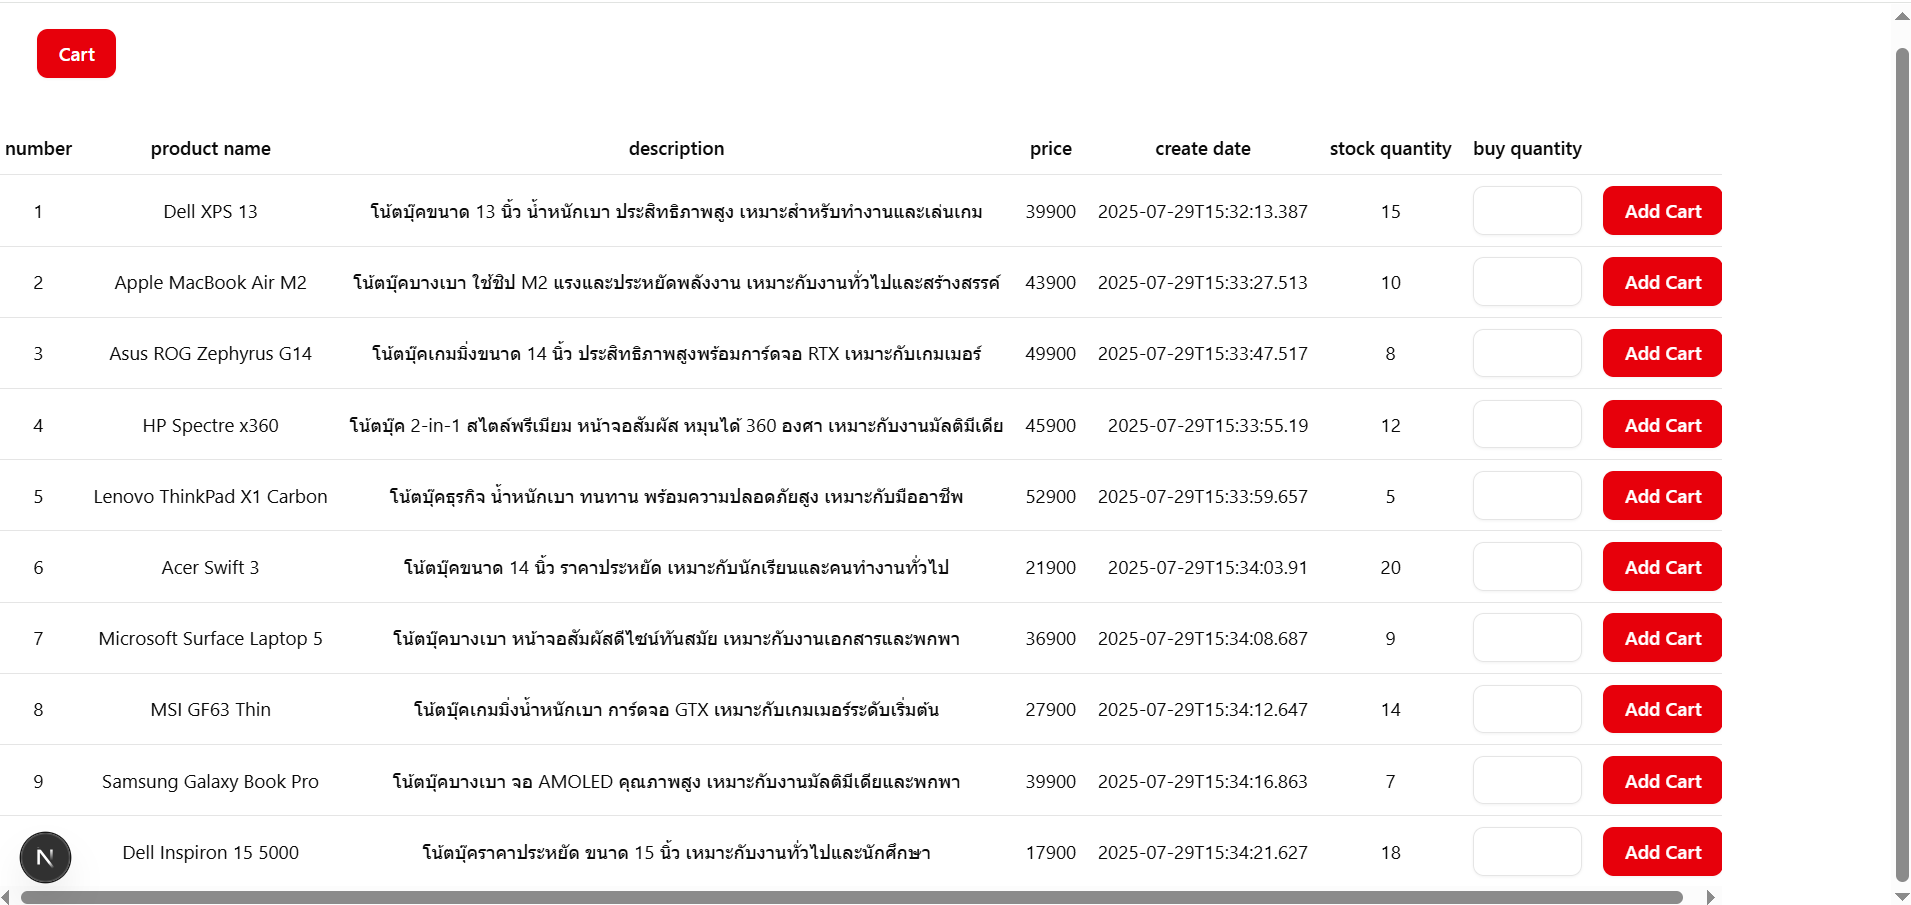 Cart
number product name description price create date stock quantity buy quantity
1 Dell XPS 13 โน้ตบุ๊คขนาด 13 นิ้ว น้ำหนักเบา ประสิทธิภาพสูง เหมาะสำหรับทำงานและเล่นเกม 39900 2025-07-29T15:32:13.387 15 Add Cart
2 Apple MacBook Air M2 โน้ตบุ๊คบางเบา ใช้ชิป M2 แรงและประหยัดพลังงาน เหมาะกับงานทั่วไปและสร้างสรรค์ 43900 2025-07-29T15:33:27.513 10 Add Cart
3 Asus ROG Zephyrus G14 โน้ตบุ๊คเกมมิ่งขนาด 14 นิ้ว ประสิทธิภาพสูงพร้อมการ์ดจอ RTX เหมาะกับเกมเมอร์ 49900 2025-07-29T15:33:47.517 8 Add Cart
4 HP Spectre x360 โน้ตบุ๊ค 2-in-1 สไตล์พรีเมียม หน้าจอสัมผัส หมุนได้ 360 องศา เหมาะกับงานมัลติมีเดีย 45900 2025-07-29T15:33:55.19 12 Add Cart
5 Lenovo ThinkPad X1 Carbon โน้ตบุ๊คธุรกิจ น้ำหนักเบา ทนทาน พร้อมความปลอดภัยสูง เหมาะกับมืออาชีพ 52900 2025-07-29T15:33:59.657 5 Add Cart
6 Acer Swift 3 โน้ตบุ๊คขนาด 14 นิ้ว ราคาประหยัด เหมาะกับนักเรียนและคนทำงานทั่วไป 21900 2025-07-29T15:34:03.91 20 Add Cart
7 Microsoft Surface Laptop 5 โน้ตบุ๊คบางเบา หน้าจอสัมผัสดีไซน์ทันสมัย เหมาะกับงานเอกสารและพกพา 36900 2025-07-29T15:34:08.687 9 Add Cart
8 MSI GF63 Thin โน้ตบุ๊คเกมมิ่งน้ำหนักเบา การ์ดจอ GTX เหมาะกับเกมเมอร์ระดับเริ่มต้น 27900 2025-07-29T15:34:12.647 14 Add Cart
9 Samsung Galaxy Book Pro โน้ตบุ๊คบางเบา จอ AMOLED คุณภาพสูง เหมาะกับงานมัลติมีเดียและพกพา 39900 2025-07-29T15:34:16.863 7 Add Cart
N Dell Inspiron 15 5000 โน้ตบุ๊คราคาประหยัด ขนาด 15 นิ้ว เหมาะกับงานทั่วไปและนักศึกษา 17900 2025-07-29T15:34:21.627 18 Add Cart